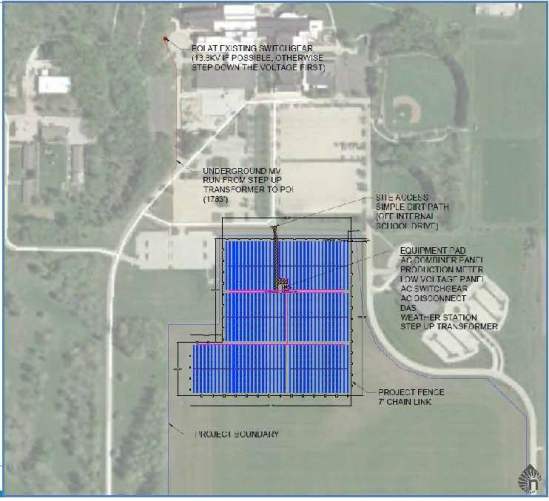 POI AT EXISTING SWITCHGEAR
(13.8KV IF POSSIBLE, OTHERWISE
STEP DOWN THE VOLTAGE FIRST)
UNDERGROUND MV
RUN FROM STEP UP
TRANSFORMER TO POI
SITE ACCESS
SIMPLE DIRT PATH
(OFF INTERNAL
SCHOOL DRIVE)
EQUIPMENT PAD
AC COMBINER PANEL
PRODUCTION METER
LOW VOLTAGE PANEL
AC SWITCHGEAR
AC DISCONNECT
DAS
WEATHER STATION
STEP UP TRANSFORMER
PROJECT FENCE
7' CHAIN LINK
PROJECT BOUNDARY
n